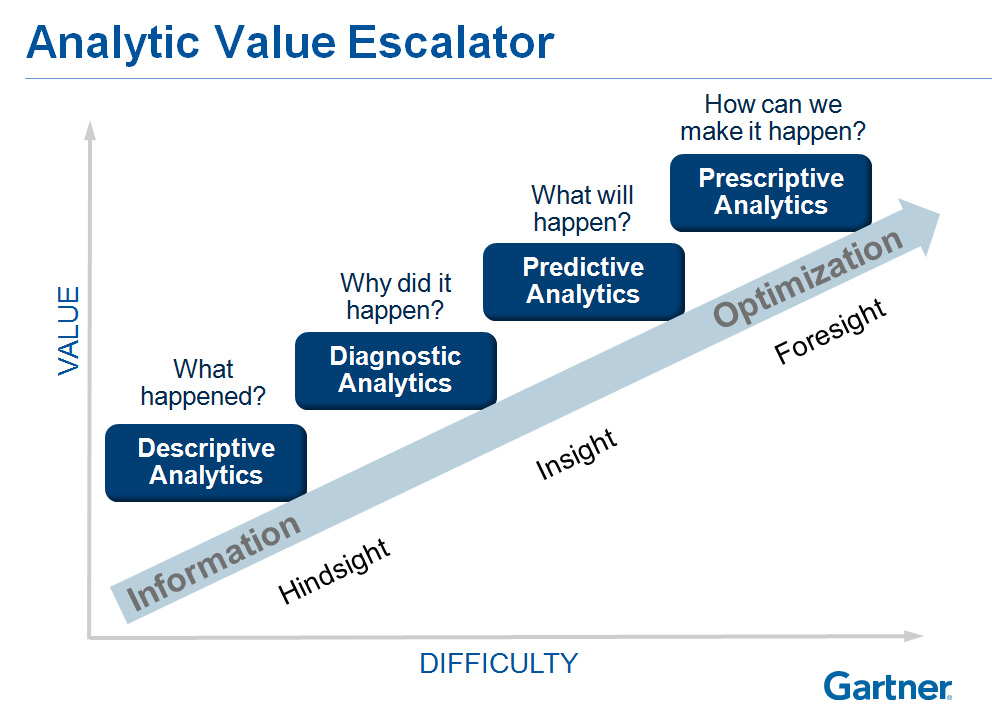 Analytic Value Escalator
How can we
make it happen?
Prescriptive
Analytics
What will
happen?
Predictive
Analytics
Why did it
happen?
Diagnostic
Analytics
What
happened?
Descriptive
Analytics
Information
Optimization
Hindsight
Insight
Foresight
VALUE
DIFFICULTY
Gartner®